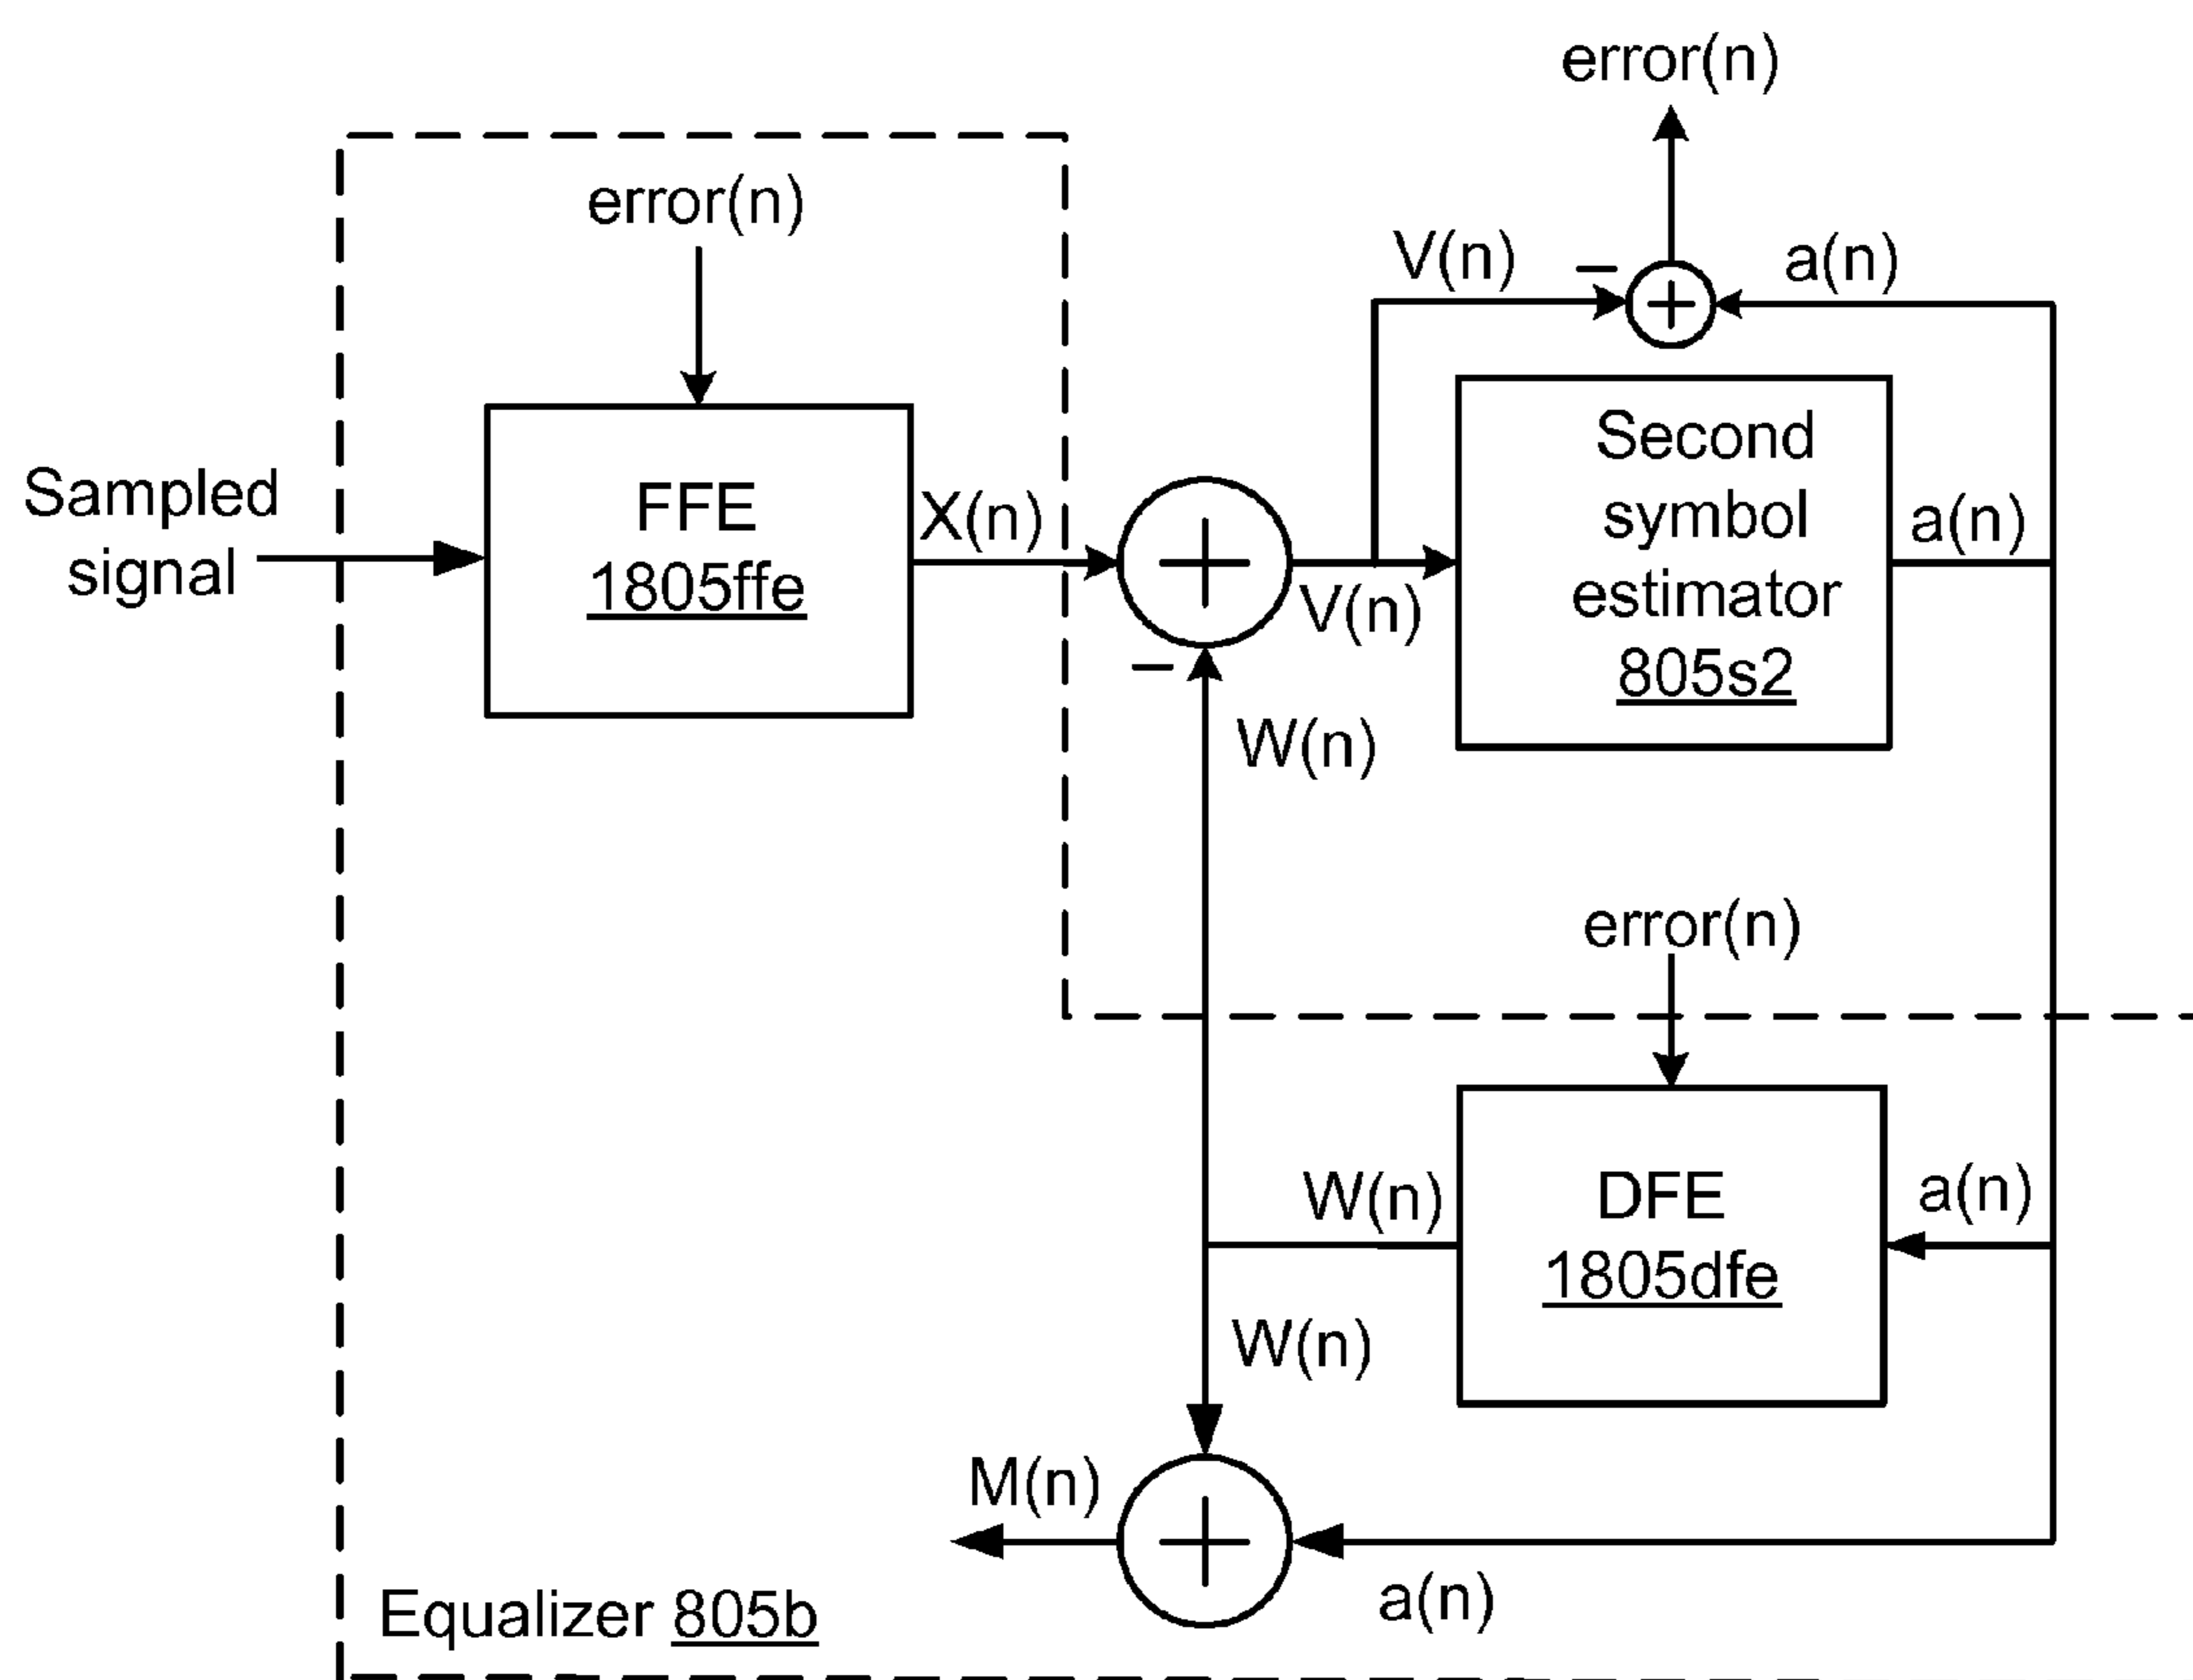 error(n)
error(n)
V(n)
−
a(n)
Sampled
signal
FFE
1805ffe
X(n)
+
−
V(n)
W(n)
+
Second
symbol
estimator
805s2
a(n)
error(n)
W(n)
DFE
1805dfe
a(n)
W(n)
M(n)
+
a(n)
Equalizer 805b